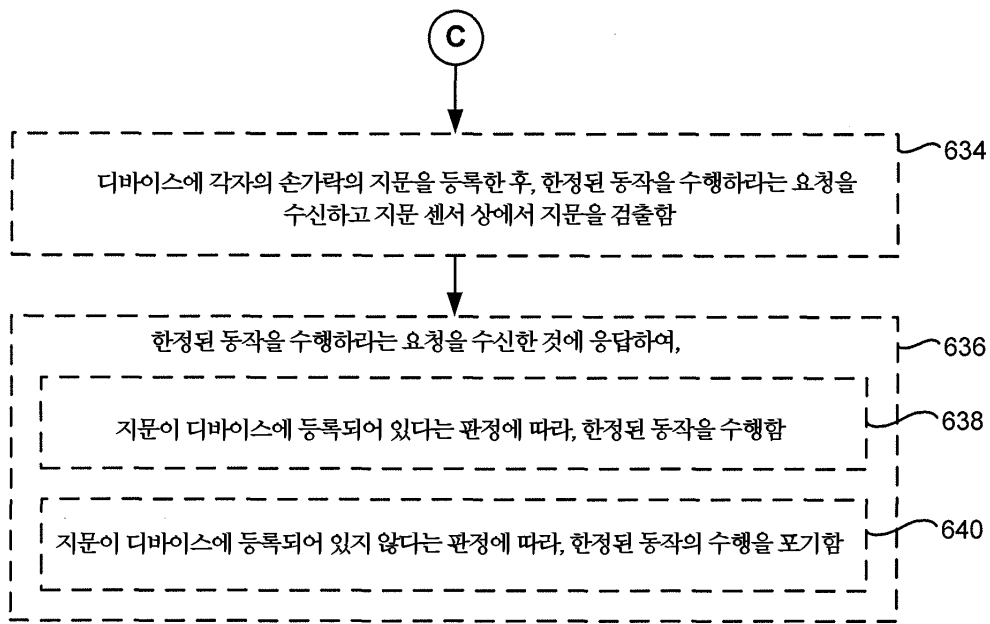 C
634
디바이스에 각자의 손가락의 지문을 등록한 후, 한정된 동작을 수행하라는 요청을
수신하고 지문 센서 상에서 지문을 검출함
한정된 동작을 수행하라는 요청을 수신한 것에 응답하여,
636
지문이 디바이스에 등록되어 있다는 판정에 따라, 한정된 동작을 수행함
638
지문이 디바이스에 등록되어 있지 않다는 판정에 따라, 한정된 동작의 수행을 포기함
640